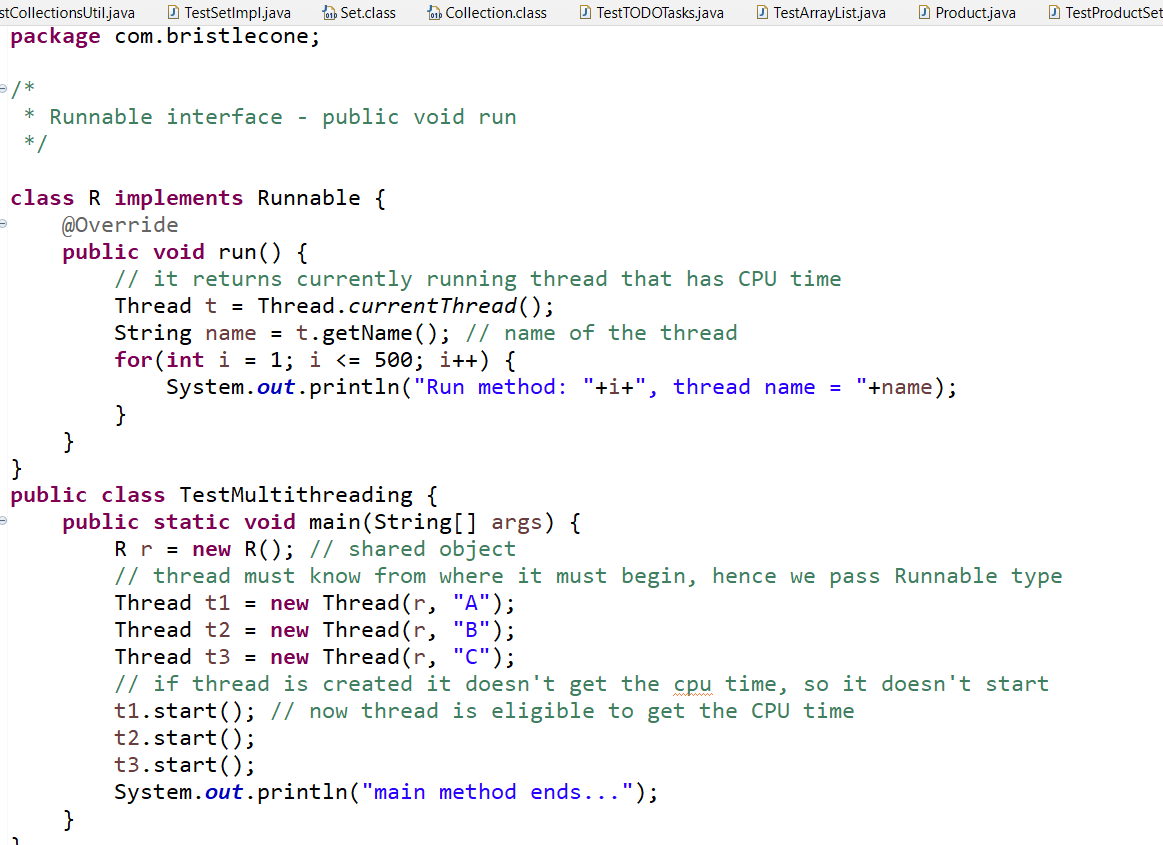 stCollectionsUtil.java TestSetImpl.java Set.class Collection.class TestTODOTasks.java TestArrayList.java Product.java TestProductSet
package com.bristlecone;
/*
 * Runnable interface - public void run
 */
class R implements Runnable {
    @Override
    public void run() {
        // it returns currently running thread that has CPU time
        Thread t = Thread.currentThread();
        String name = t.getName(); // name of the thread
        for(int i = 1; i <= 500; i++) {
            System.out.println("Run method: "+i+", thread name = "+name);
        }
    }
}
public class TestMultithreading {
    public static void main(String[] args) {
        R r = new R(); // shared object
        // thread must know from where it must begin, hence we pass Runnable type
        Thread t1 = new Thread(r, "A");
        Thread t2 = new Thread(r, "B");
        Thread t3 = new Thread(r, "C");
        // if thread is created it doesn't get the cpu time, so it doesn't start
        t1.start(); // now thread is eligible to get the CPU time
        t2.start();
        t3.start();
        System.out.println("main method ends...");
    }
}